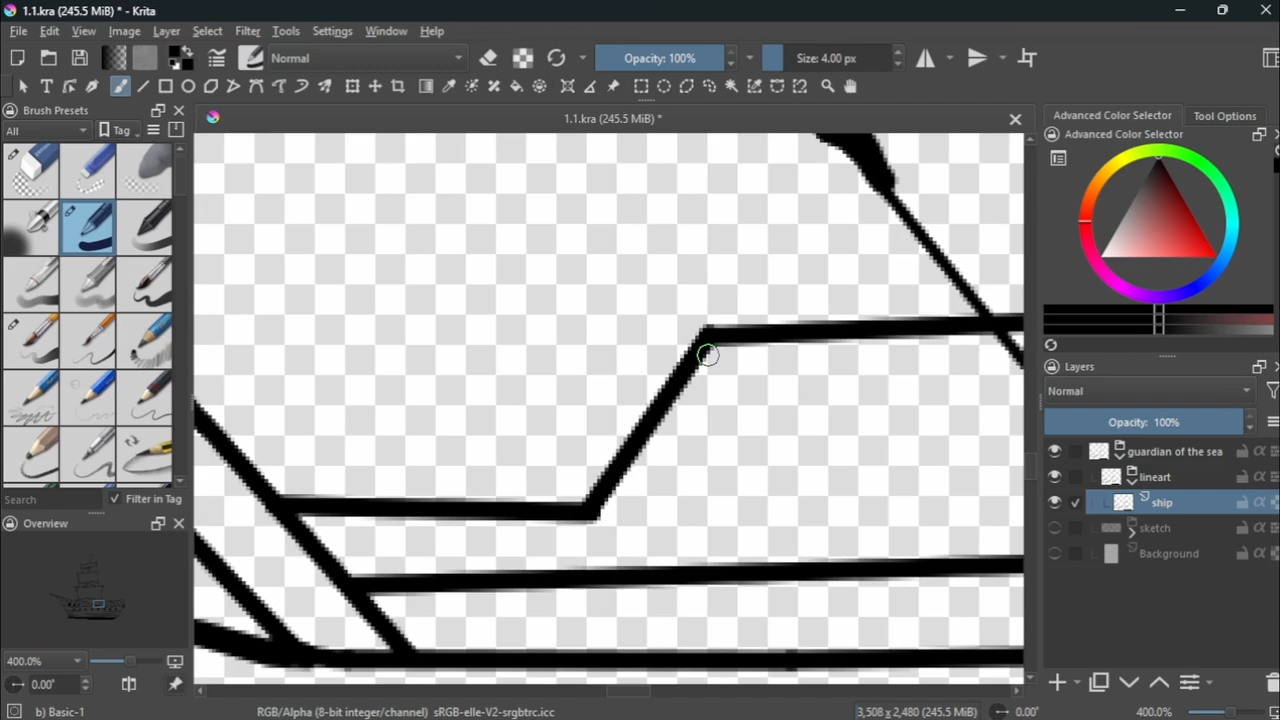 1.1.kra (245.5 MiB) * - Krita
File Edit View Image Layer Select Filter Tools Settings Window Help
Normal Opacity: 100% Size: 4.00 px
Brush Presets
All Tag
1.1.kra (245.5 MiB) *
Search Filter in Tag
Overview
400.0%
0.00°
Advanced Color Selector Tool Options
Advanced Color Selector
Layers
Normal
Opacity: 100%
guardian of the sea
lineart
ship
sketch
Background
b) Basic-1 RGB/Alpha (8-bit integer/channel) sRGB-elle-V2-srgbtrc.icc 3,508 x 2,480 (245.5 MiB) 0.00° 400.0%